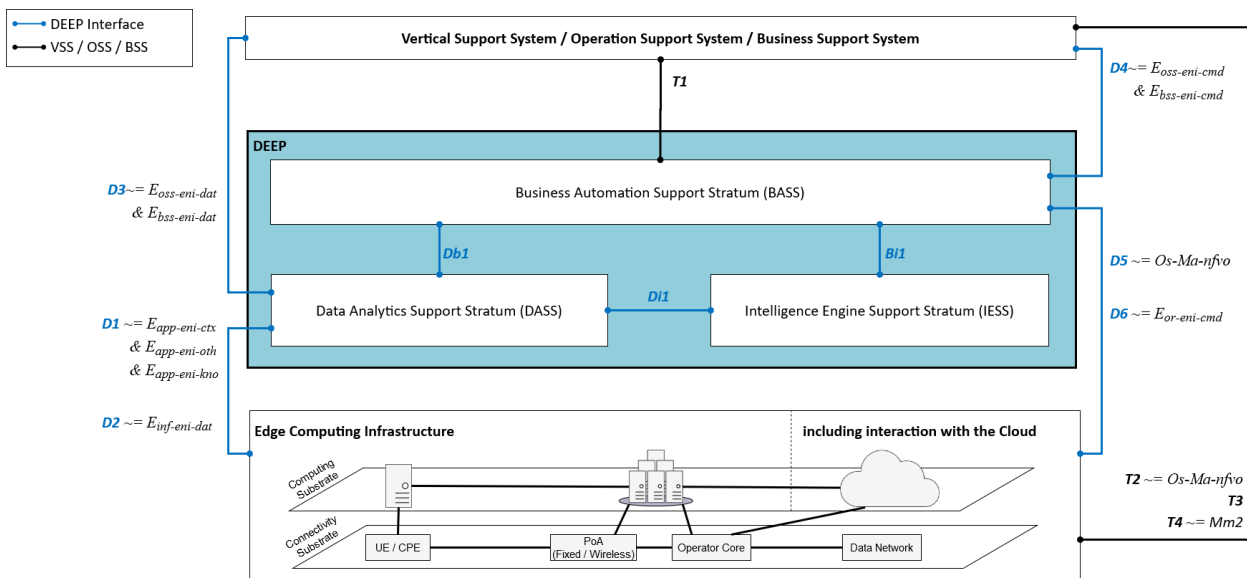 DEEP Interface
VSS / OSS / BSS
Vertical Support System / Operation Support System / Business Support System
T1
D4~= E_oss-eni-cmd
& E_bss-eni-cmd
DEEP
Business Automation Support Stratum (BASS)
D3~= E_oss-eni-dat
& E_bss-eni-dat
Db1
Bi1
D5 ~= Os-Ma-nfvo
Data Analytics Support Stratum (DASS)
Di1
Intelligence Engine Support Stratum (IESS)
D1 ~= E_app-eni-ctx
& E_app-eni-oth
& E_app-eni-kno
D6 ~= E_or-eni-cmd
D2 ~= E_inf-eni-dat
Edge Computing Infrastructure
including interaction with the Cloud
Computing
Substrate
T2 ~= Os-Ma-nfvo
T3
T4 ~= Mm2
Connectivity
Substrate
UE / CPE
PoA
(Fixed / Wireless)
Operator Core
Data Network